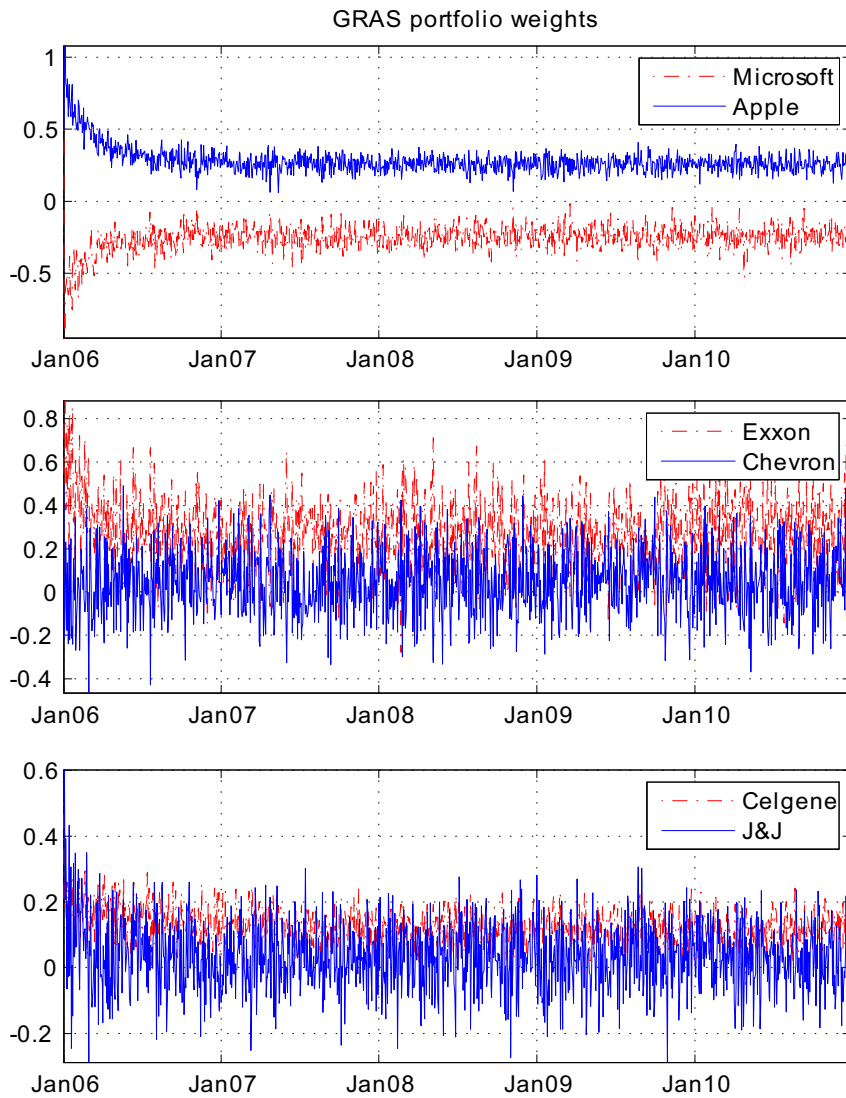 GRAS portfolio weights
1
0.5
0
-0.5
Microsoft
Apple
Jan06 Jan07 Jan08 Jan09 Jan10
0.8
0.6
0.4
0.2
0
-0.2
-0.4
Exxon
Chevron
Jan06 Jan07 Jan08 Jan09 Jan10
0.6
0.4
0.2
0
-0.2
Celgene
J&J
Jan06 Jan07 Jan08 Jan09 Jan10